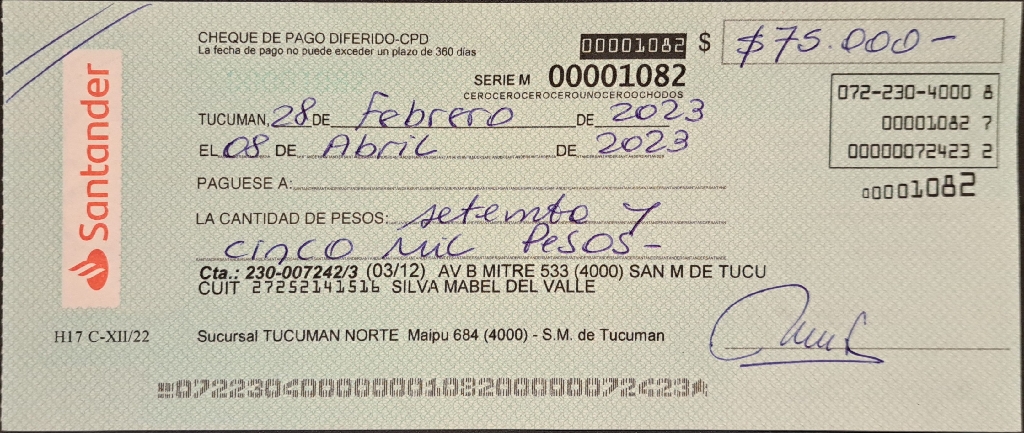 CHEQUE DE PAGO DIFERIDO-CPD
La fecha de pago no puede exceder un plazo de 360 días
00001082 $ $75.000-
SERIE M 00001082
CEROCEROCEROCEROUNOCEROOCHODOS
072-230-4000 8
00001082 7
00000072423 2
00001082
TUCUMAN, 28 DE Febrero DE 2023
EL 08 DE Abril DE 2023
PAGUESE A:
LA CANTIDAD DE PESOS: setemta y
cinco mil Pesos-
Cta.: 230-007242/3 (03/12) AV B MITRE 533 (4000) SAN M DE TUCU
CUIT 27252141516 SILVA MABEL DEL VALLE
Santander
H17 C-XII/22
Sucursal TUCUMAN NORTE Maipu 684 (4000) - S.M. de Tucuman